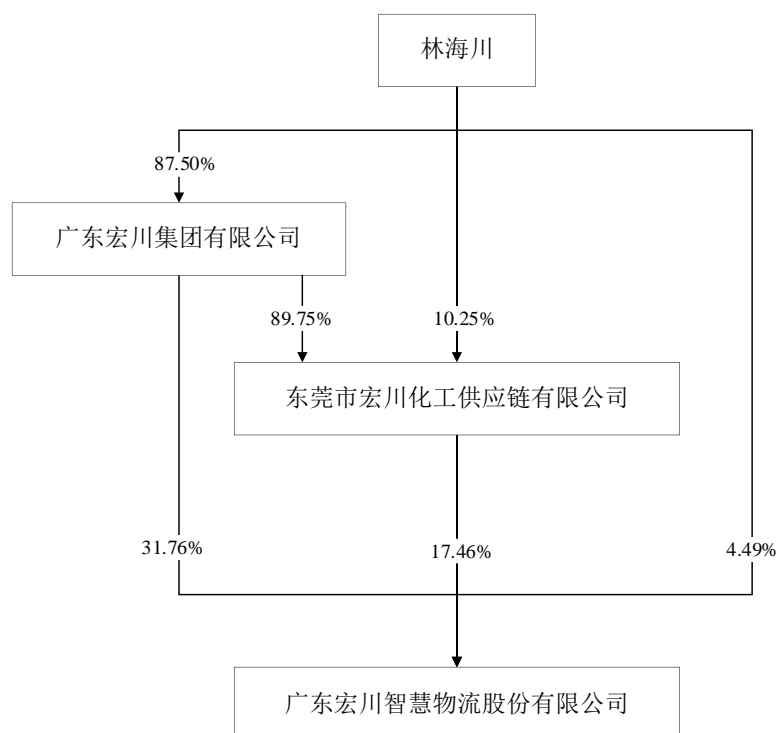 林海川
87.50%
广东宏川集团有限公司
89.75%
10.25%
东莞市宏川化工供应链有限公司
31.76%
17.46%
4.49%
广东宏川智慧物流股份有限公司